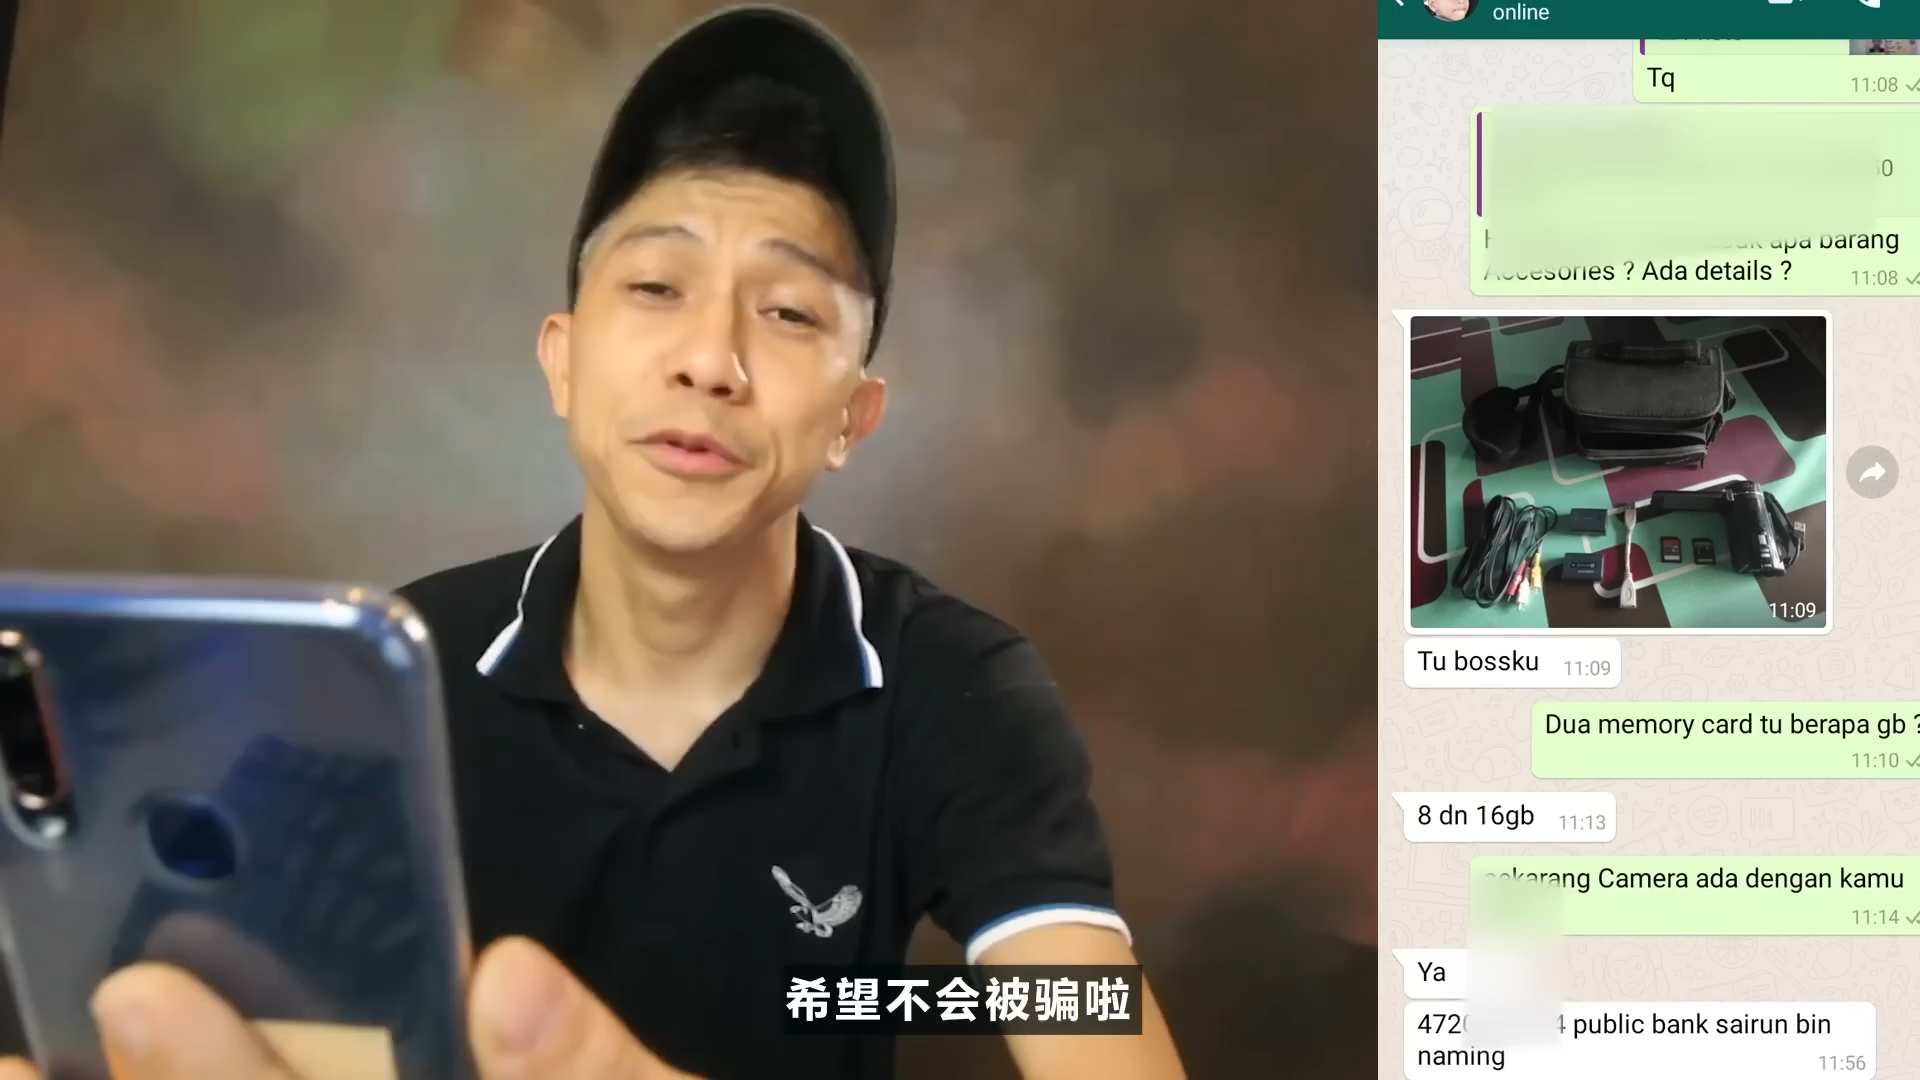 online
Tq
11:08
apa barang
Accesories ? Ada details ?
11:08
11:09
Tu bossku
11:09
Dua memory card tu berapa gb ?
11:10
8 dn 16gb
11:13
sekarang Camera ada dengan kamu
11:14
Ya
public bank sairun bin
naming
11:56
希望不会被骗啦